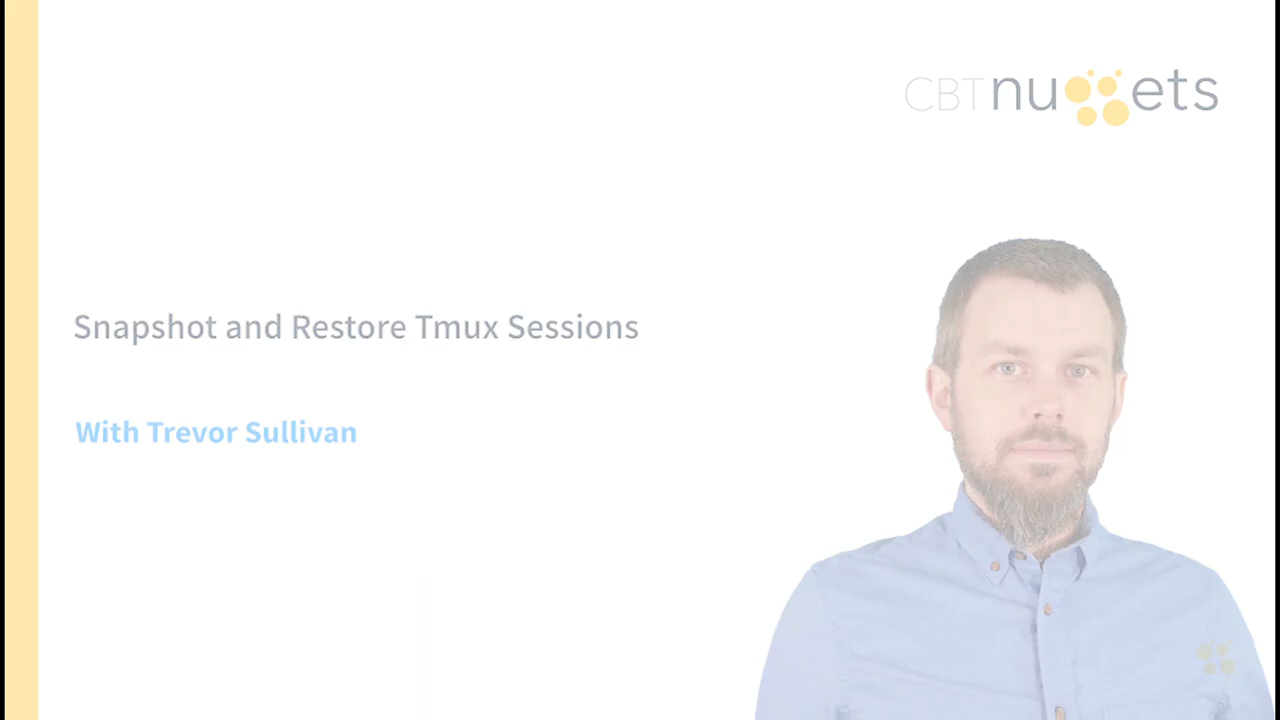 CBTnuggets
Snapshot and Restore Tmux Sessions
With Trevor Sullivan